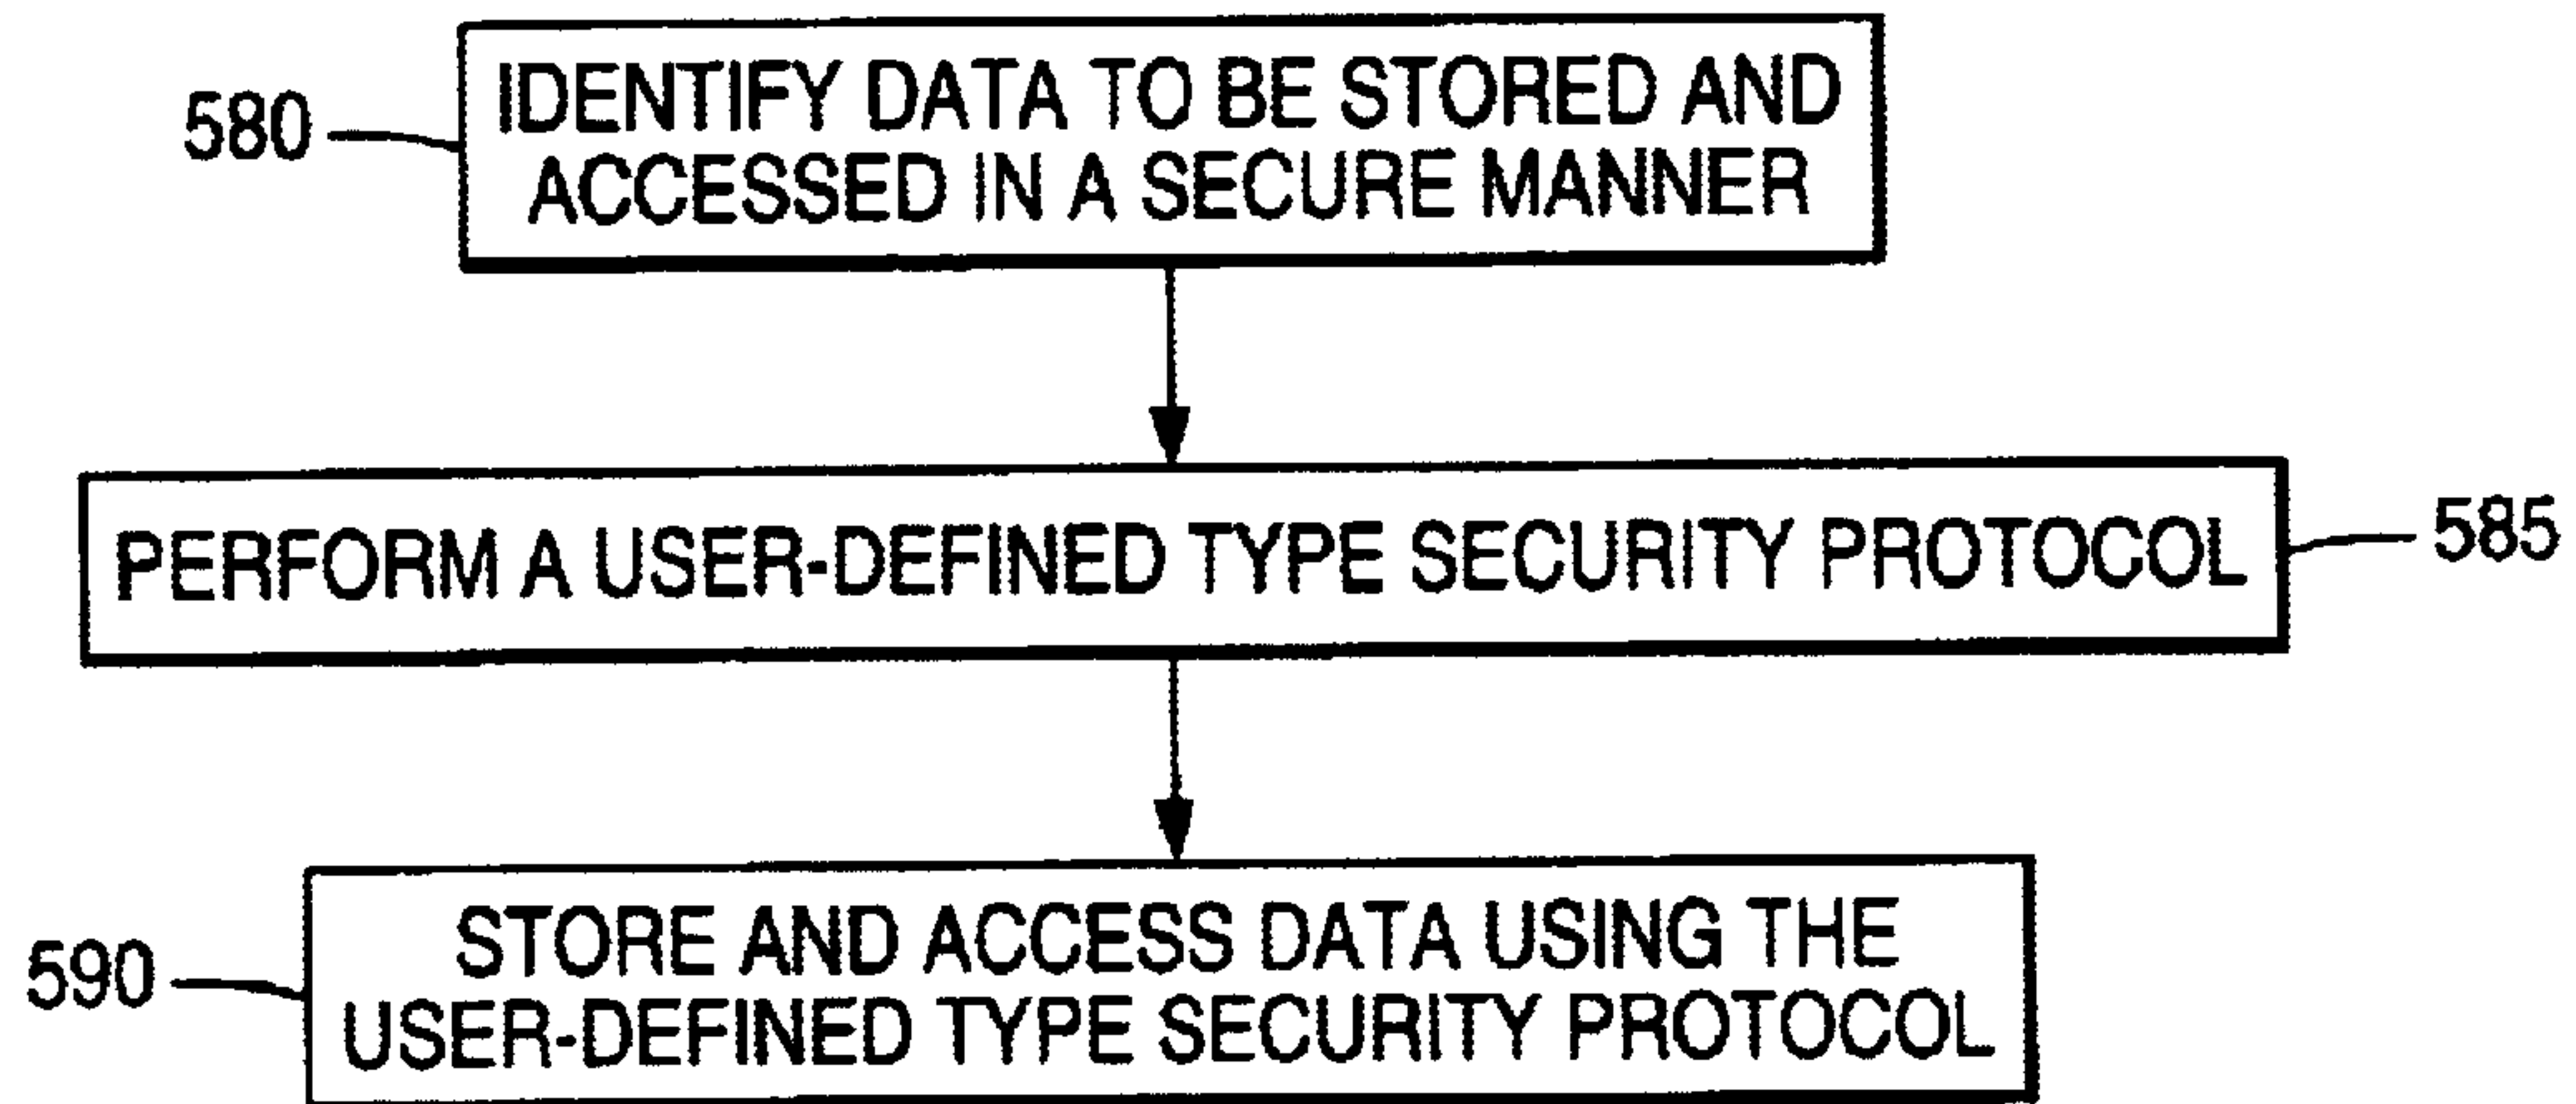 580
IDENTIFY DATA TO BE STORED AND
ACCESSED IN A SECURE MANNER
PERFORM A USER-DEFINED TYPE SECURITY PROTOCOL
585
590
STORE AND ACCESS DATA USING THE
USER-DEFINED TYPE SECURITY PROTOCOL